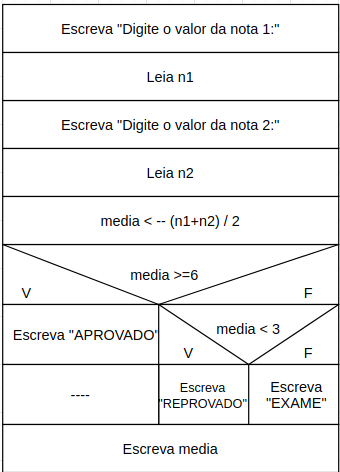 Escreva "Digite o valor da nota 1:"
Leia n1
Escreva "Digite o valor da nota 2:"
Leia n2
media < -- (n1+n2) / 2
media >=6
V
F
Escreva "APROVADO"
media < 3
V
F
----
Escreva
"REPROVADO"
Escreva
"EXAME"
Escreva media